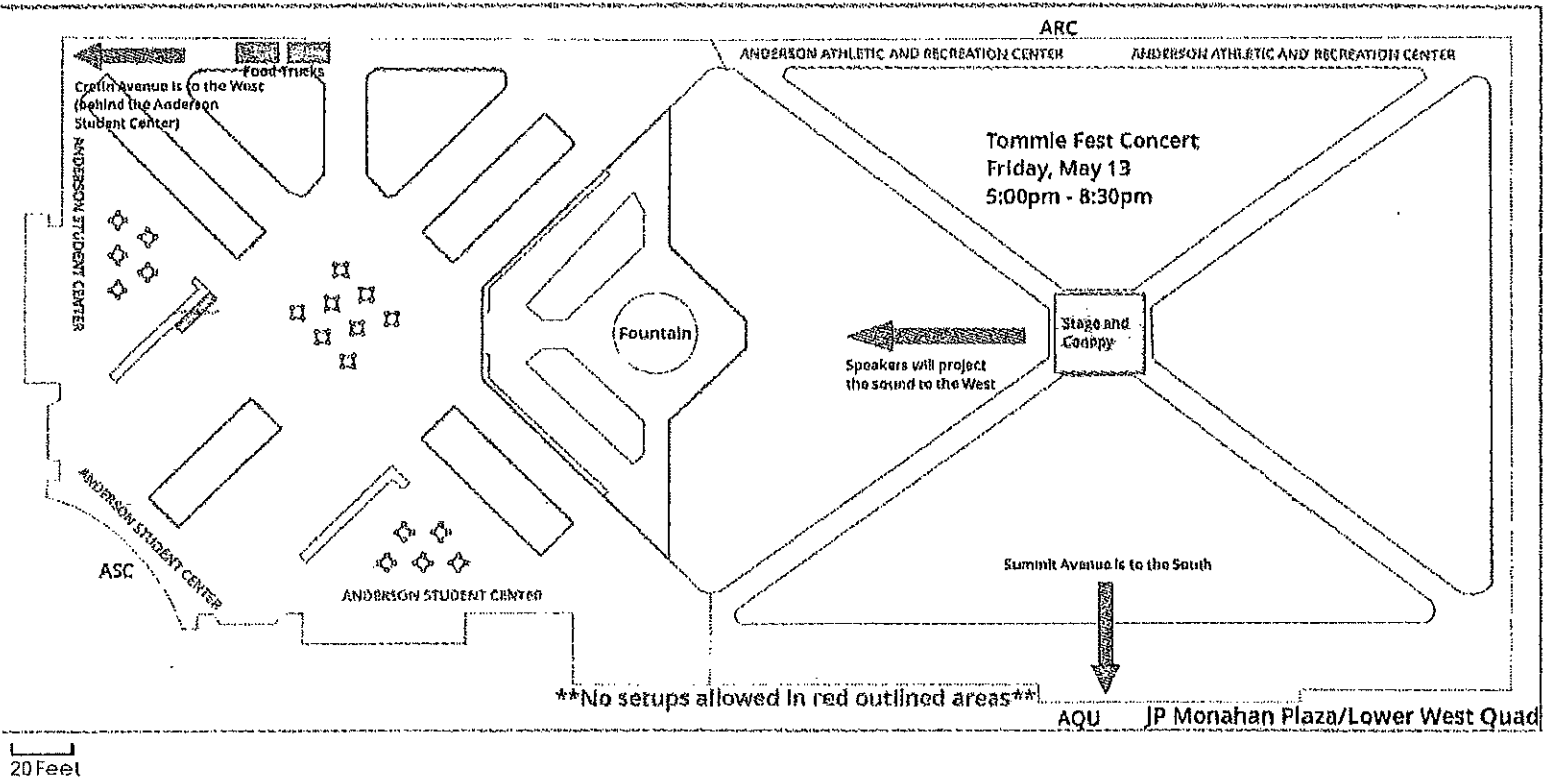 ARC
ANDERSON ATHLETIC AND RECREATION CENTER
ANDERSON ATHLETIC AND RECREATION CENTER
Food Trucks
Cretin Avenue is to the West
(behind the Anderson
Student Center)
ANDERSON STUDENT CENTER
Tommie Fest Concert
Friday, May 13
5:00pm - 8:30pm
Fountain
Stage and
Canopy
Speakers will project
the sound to the West
ANDERSON STUDENT CENTER
ASC
ANDERSON STUDENT CENTER
Summit Avenue is to the South
**No setups allowed in red outlined areas**
AQU
JP Monahan Plaza/Lower West Quad
20 Feet